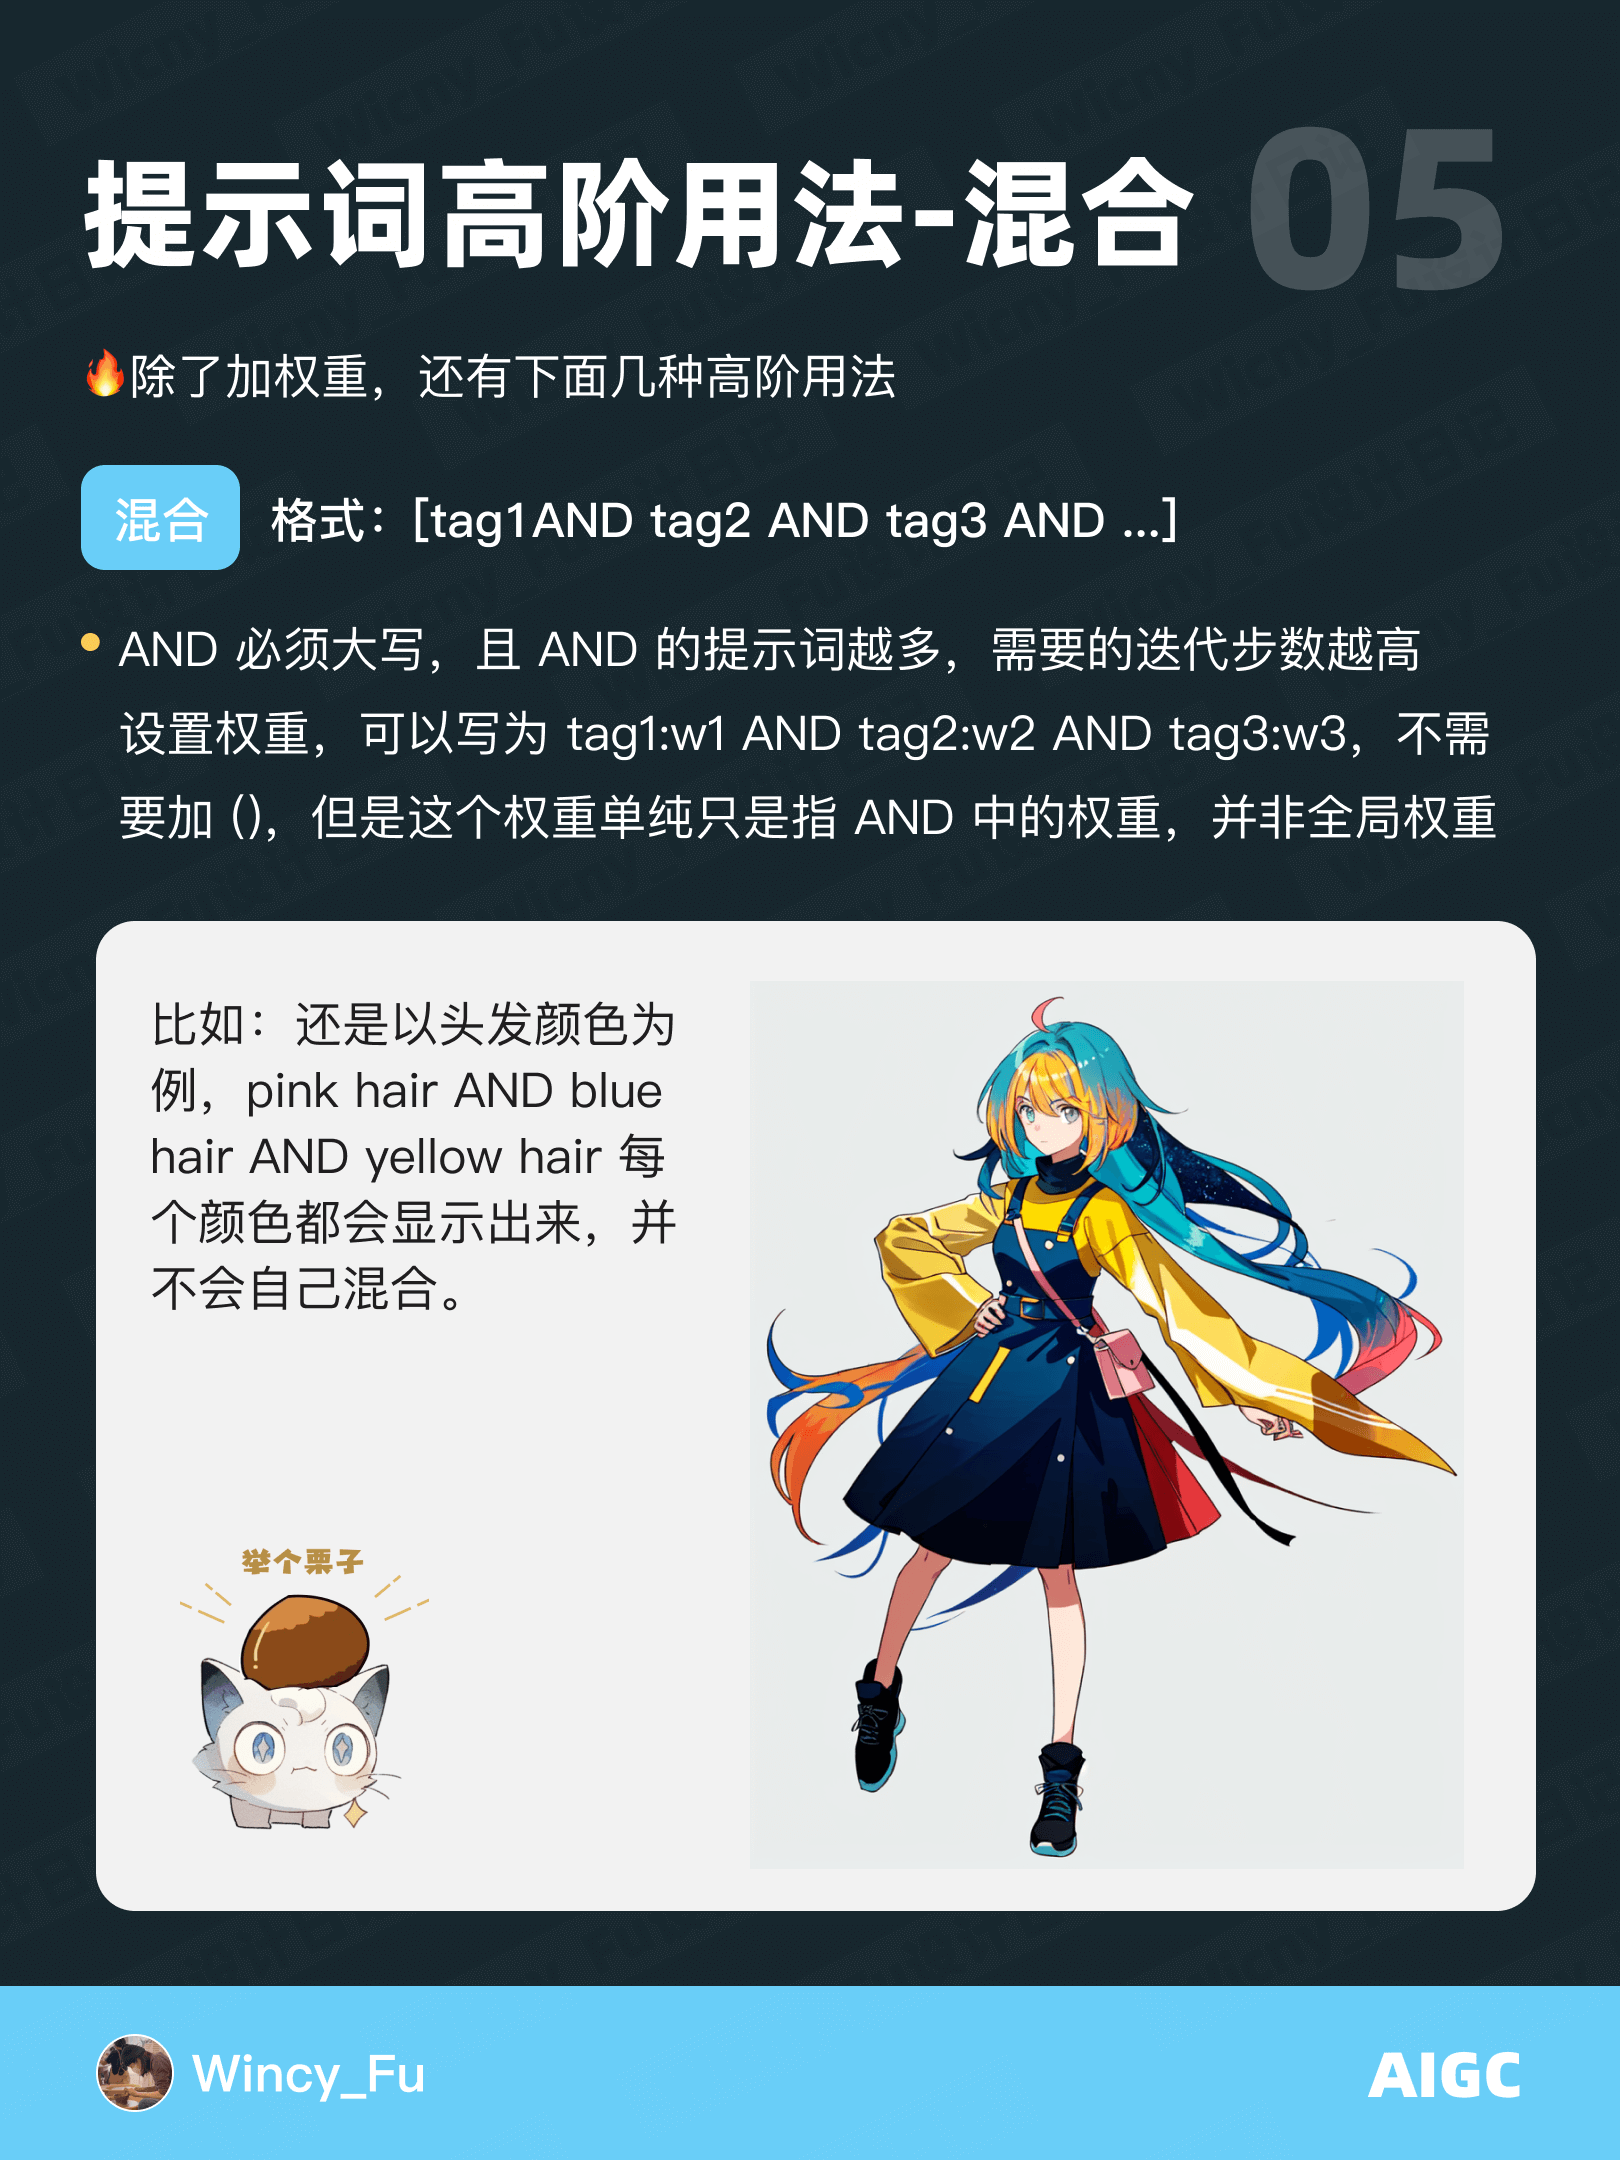 提示词高阶用法-混合 05
🔥除了加权重，还有下面几种高阶用法
混合 格式：[tag1AND tag2 AND tag3 AND ...]
AND 必须大写，且 AND 的提示词越多，需要的迭代步数越高
设置权重，可以写为 tag1:w1 AND tag2:w2 AND tag3:w3，不需
要加 ()，但是这个权重单纯只是指 AND 中的权重，并非全局权重
比如：还是以头发颜色为
例，pink hair AND blue
hair AND yellow hair 每
个颜色都会显示出来，并
不会自己混合。
举个栗子
Wincy_Fu
AIGC